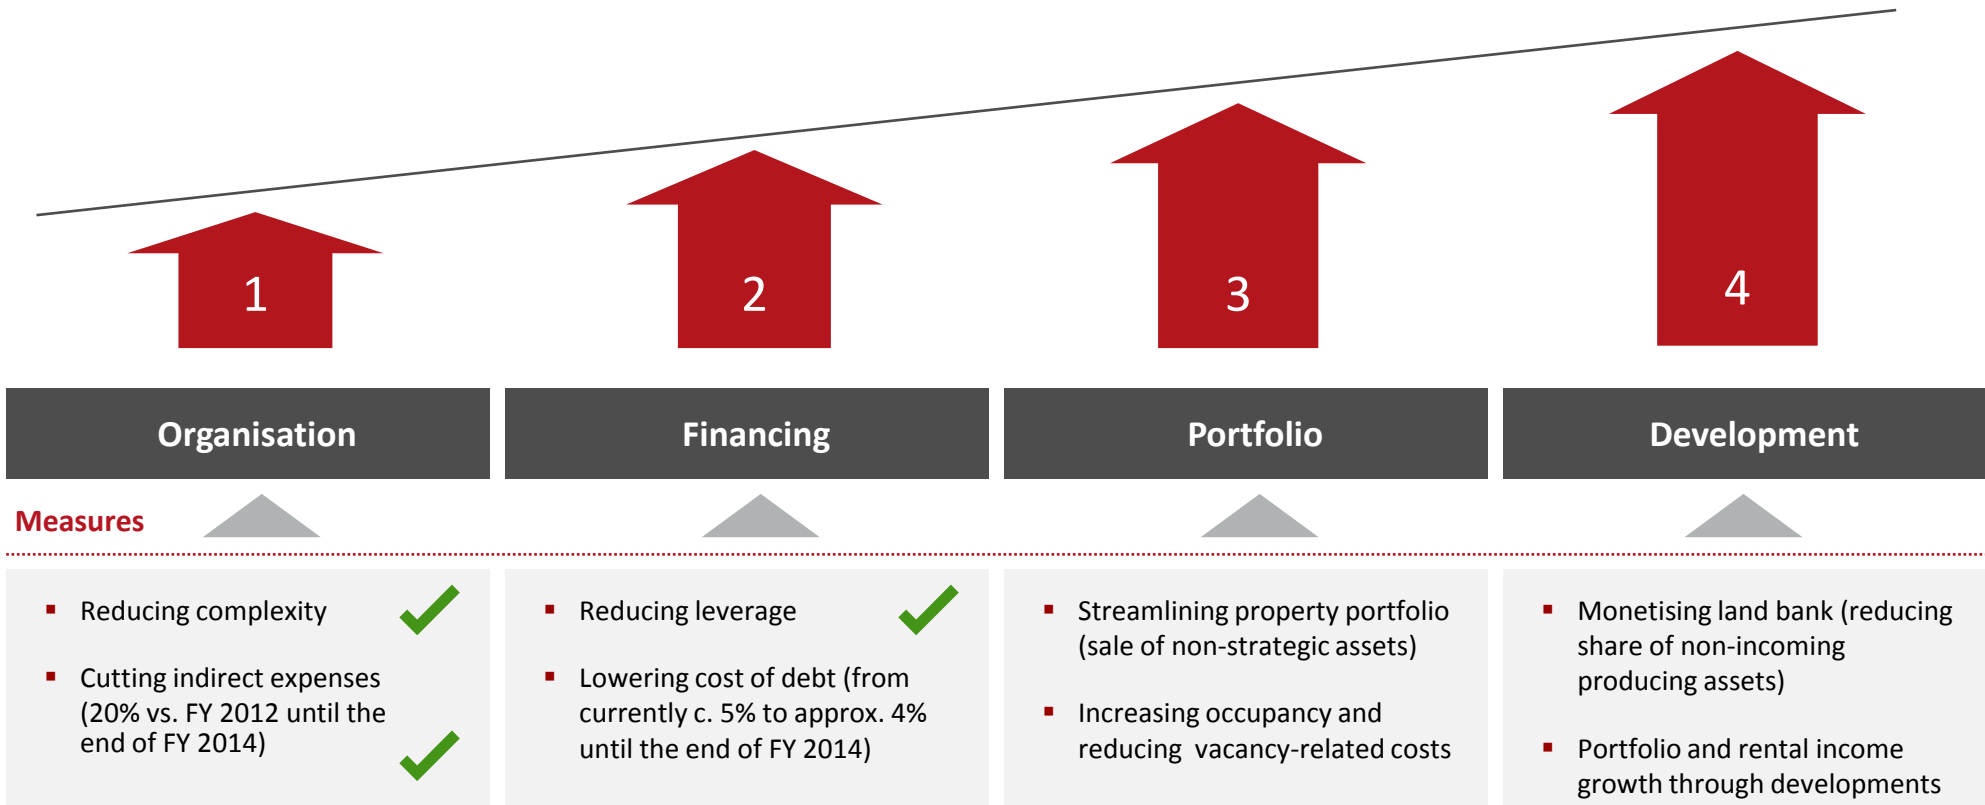 1
2
3
4
Organisation
Financing
Portfolio
Development
Measures
▪ Reducing complexity
▪ Cutting indirect expenses
(20% vs. FY 2012 until the
end of FY 2014)
▪ Reducing leverage
▪ Lowering cost of debt (from
currently c. 5% to approx. 4%
until the end of FY 2014)
▪ Streamlining property portfolio
(sale of non-strategic assets)
▪ Increasing occupancy and
reducing vacancy-related costs
▪ Monetising land bank (reducing
share of non-incoming
producing assets)
▪ Portfolio and rental income
growth through developments